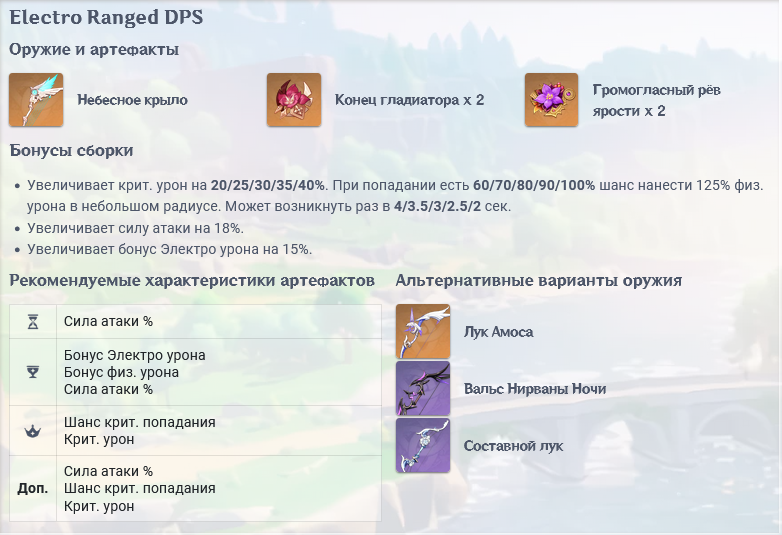 Electro Ranged DPS
Оружие и артефакты
Небесное крыло
Конец гладиатора x 2
Громогласный рёв
ярости x 2
Бонусы сборки
• Увеличивает крит. урон на 20/25/30/35/40%. При попадании есть 60/70/80/90/100% шанс нанести 125% физ.
урона в небольшом радиусе. Может возникнуть раз в 4/3.5/3/2.5/2 сек.
• Увеличивает силу атаки на 18%.
• Увеличивает бонус Электро урона на 15%.
Рекомендуемые характеристики артефактов
Сила атаки %
Бонус Электро урона
Бонус физ. урона
Сила атаки %
Шанс крит. попадания
Крит. урон
Доп.
Сила атаки %
Шанс крит. попадания
Крит. урон
Альтернативные варианты оружия
Лук Амоса
Вальс Нирваны Ночи
Составной лук